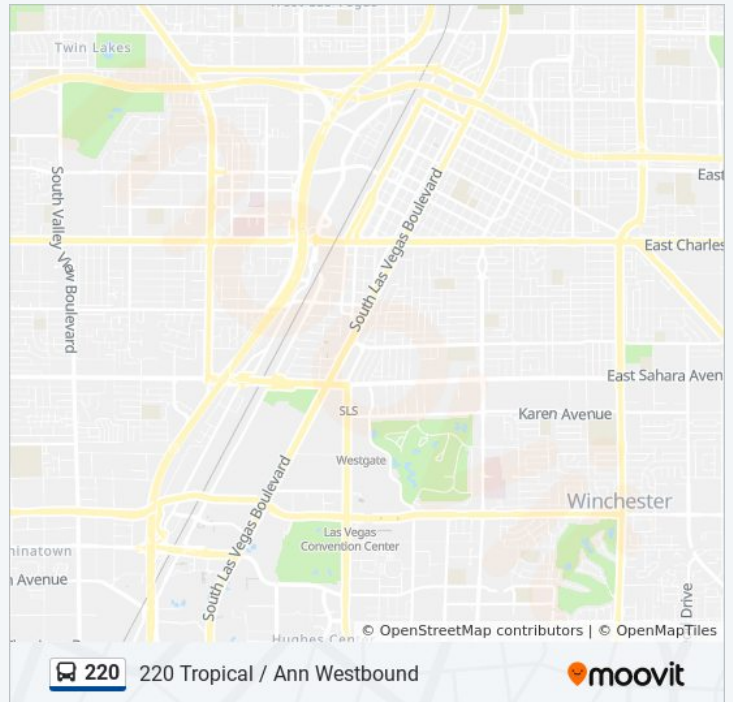 Twin Lakes
South Valley View Boulevard
South Las Vegas Boulevard
East
East Charles
East Sahara Aven
SLS
Karen Avenue
Westgate
Winchester
South Las Vegas Boulevard
Las Vegas
Convention Center
hinatown
Avenue
Drive
© OpenStreetMap contributors | © OpenMapTiles
220 220 Tropical / Ann Westbound moovit